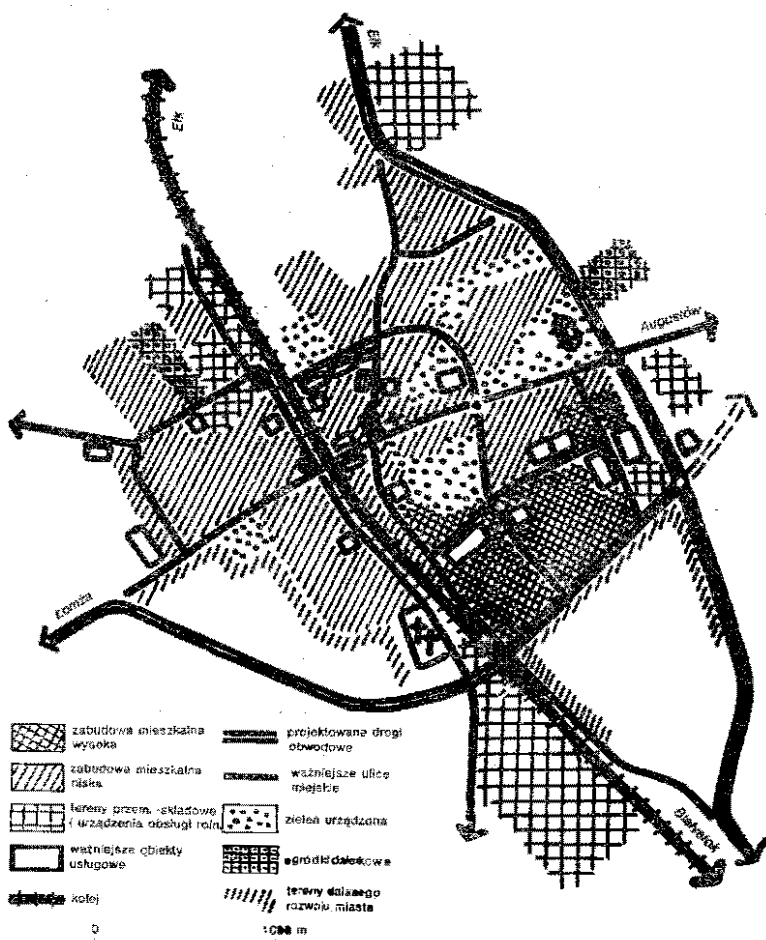 Ełk
Ełk
Augustów
Łomża
Białystok
zabudowa mieszkalna
wysoka
zabudowa mieszkalna
niska
tereny przem.-składowe
i urządzenia obsługi roln.
ważniejsze obiekty
usługowe
kolej
projektowane drogi
obwodowe
ważniejsze ulice
miejskie
zieleń urządzona
ogródki działkowe
tereny dalszego
rozwoju miasta
0
1000 m